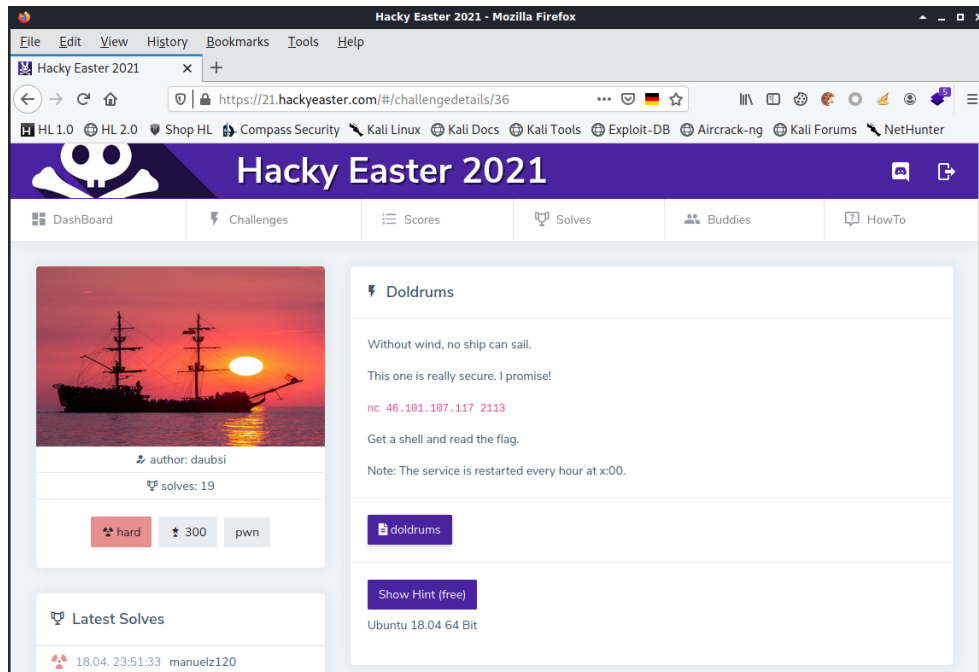 Hacky Easter 2021 - Mozilla Firefox
File Edit View History Bookmarks Tools Help
Hacky Easter 2021
https://21.hackyeaster.com/#/challengedetails/36
5
HL 1.0 HL 2.0 Shop HL Compass Security Kali Linux Kali Docs Kali Tools Exploit-DB Aircrack-ng Kali Forums NetHunter
Hacky Easter 2021
DashBoard Challenges Scores Solves Buddies HowTo
Doldrums
Without wind, no ship can sail.
This one is really secure. I promise!
nc 46.101.107.117 2113
Get a shell and read the flag.
Note: The service is restarted every hour at x:00.
author: daubsi
solves: 19
hard 300 pwn
doldrums
Show Hint (free)
Ubuntu 18.04 64 Bit
Latest Solves
18.04. 23:51:33 manuelz120